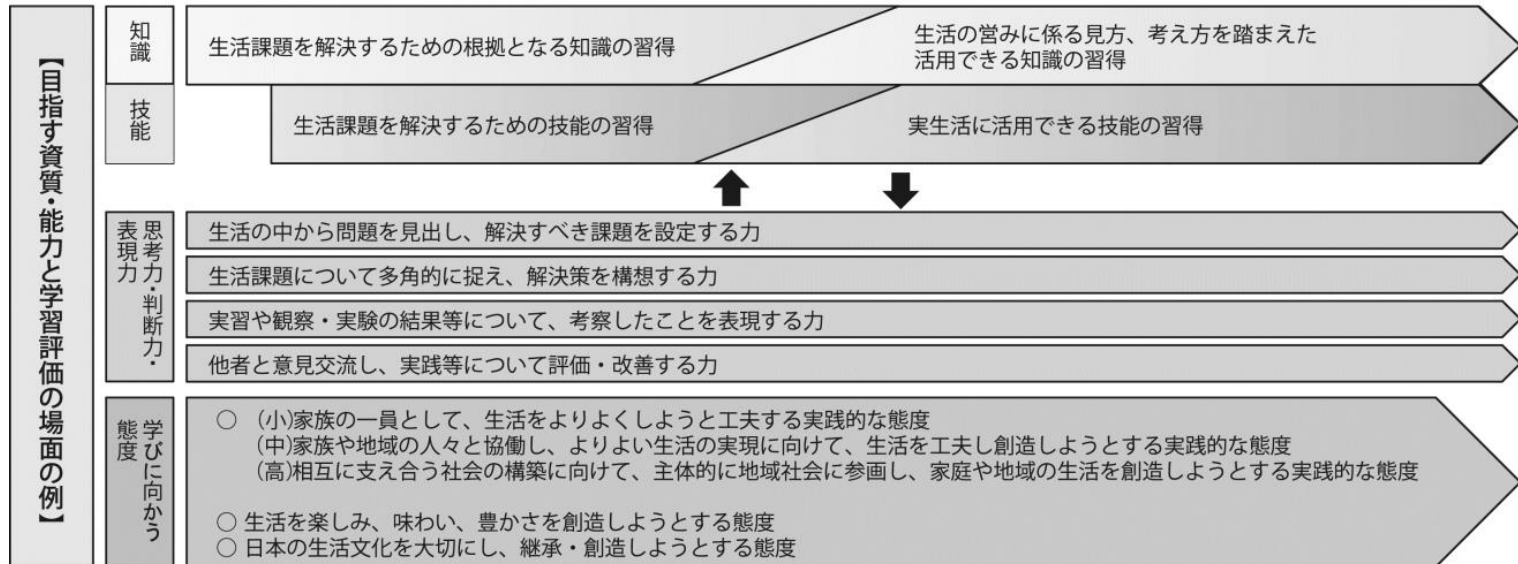 【目指す資質・能力と学習評価の場面の例】
知識
生活課題を解決するための根拠となる知識の習得
生活の営みに係る見方、考え方を踏まえた
活用できる知識の習得
技能
生活課題を解決するための技能の習得
実生活に活用できる技能の習得
思考力・判断力・
表現力
生活の中から問題を見出し、解決すべき課題を設定する力
生活課題について多角的に捉え、解決策を構想する力
実習や観察・実験の結果等について、考察したことを表現する力
他者と意見交流し、実践等について評価・改善する力
学びに向かう
態度
○ (小)家族の一員として、生活をよりよくしようと工夫する実践的な態度
(中)家族や地域の人々と協働し、よりよい生活の実現に向けて、生活を工夫し創造しようとする実践的な態度
(高)相互に支え合う社会の構築に向けて、主体的に地域社会に参画し、家庭や地域の生活を創造しようとする実践的な態度
○ 生活を楽しみ、味わい、豊かさを創造しようとする態度
○ 日本の生活文化を大切にし、継承・創造しようとする態度